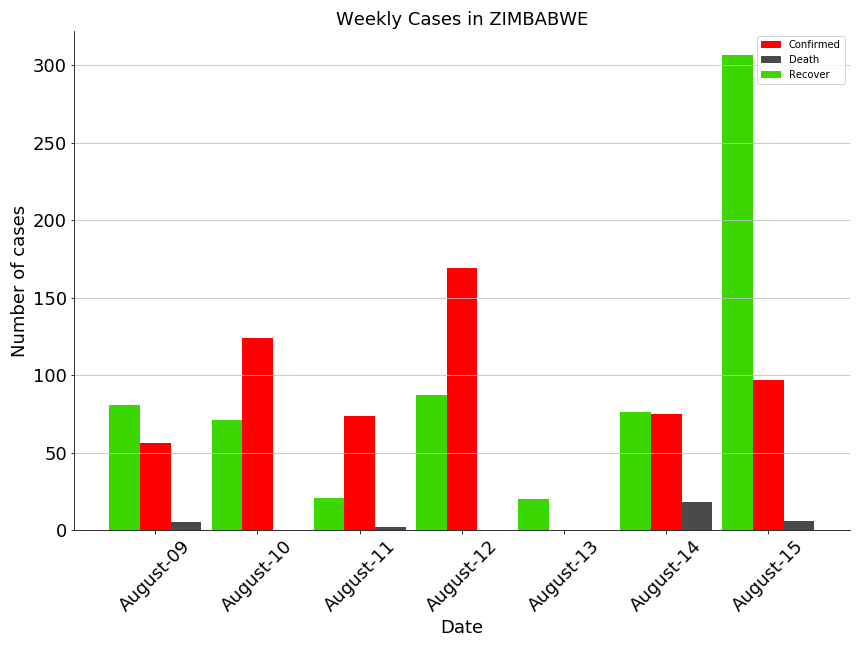 Weekly Cases in ZIMBABWE
Confirmed
Death
Recover
Number of cases
300
250
200
150
100
50
0
August-09
August-10
August-11
August-12
August-13
August-14
August-15
Date